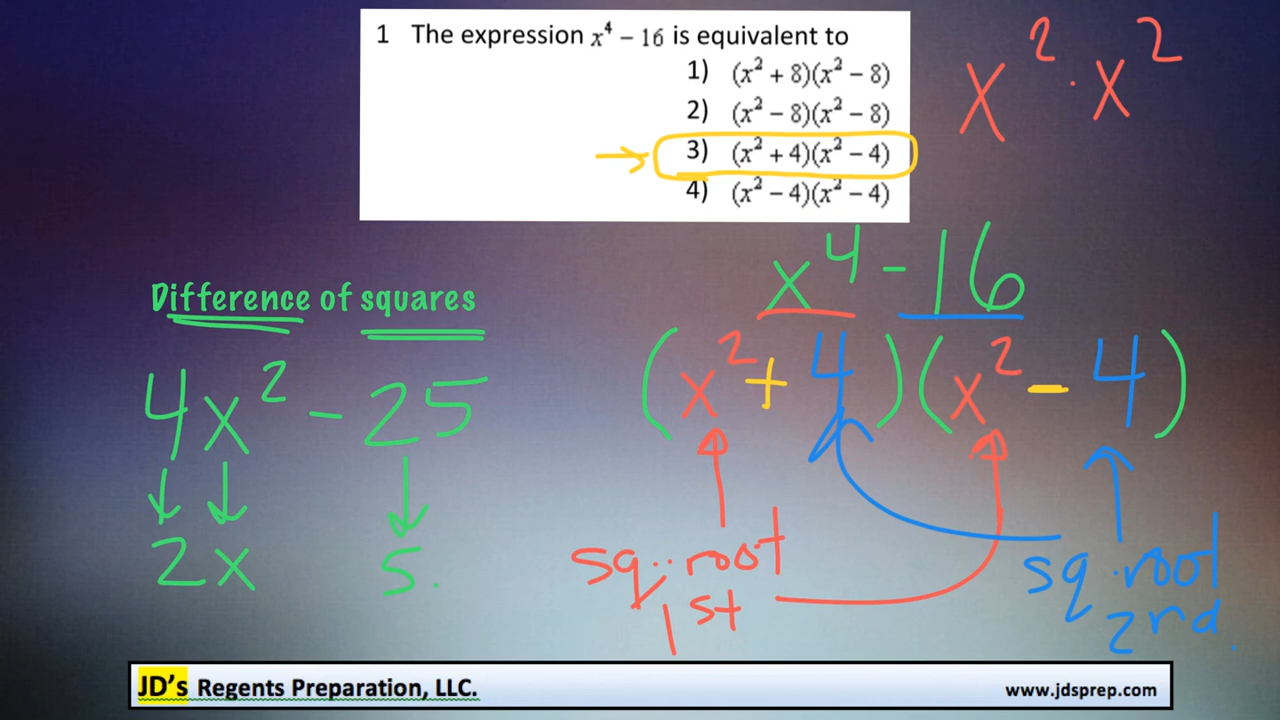 1 The expression x⁴ − 16 is equivalent to
1) (x² + 8)(x² − 8)
2) (x² − 8)(x² − 8)
3) (x² + 4)(x² − 4)
4) (x² − 4)(x² − 4)
x² · x²
x⁴ - 16
(x² + 4)(x² - 4)
sq. root
1st
sq. root
2nd.
Difference of squares
4x² - 25
2x 5.
JD's Regents Preparation, LLC.
www.jdsprep.com